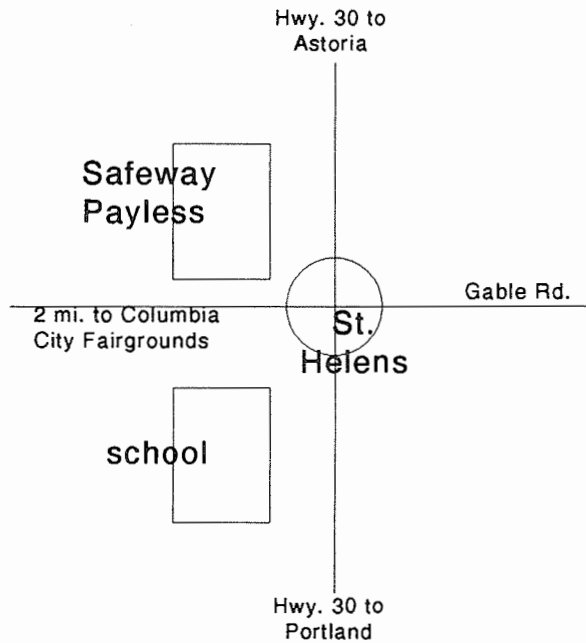 Hwy. 30 to
Astoria
Safeway
Payless
Gable Rd.
2 mi. to Columbia
City Fairgrounds
St.
Helens
school
Hwy. 30 to
Portland